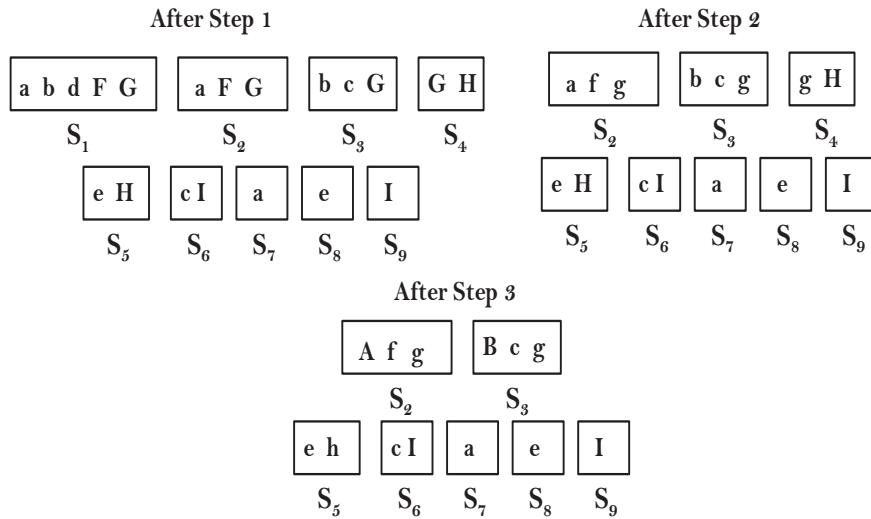 After Step 1
a b d F G
a F G
b c G
G H
S₁
S₂
S₃
S₄
e H
c I
a
e
I
S₅
S₆
S₇
S₈
S₉
After Step 2
a f g
b c g
g H
S₂
S₃
S₄
e H
c I
a
e
I
S₅
S₆
S₇
S₈
S₉
After Step 3
A f g
B c g
S₂
S₃
e h
c I
a
e
I
S₅
S₆
S₇
S₈
S₉